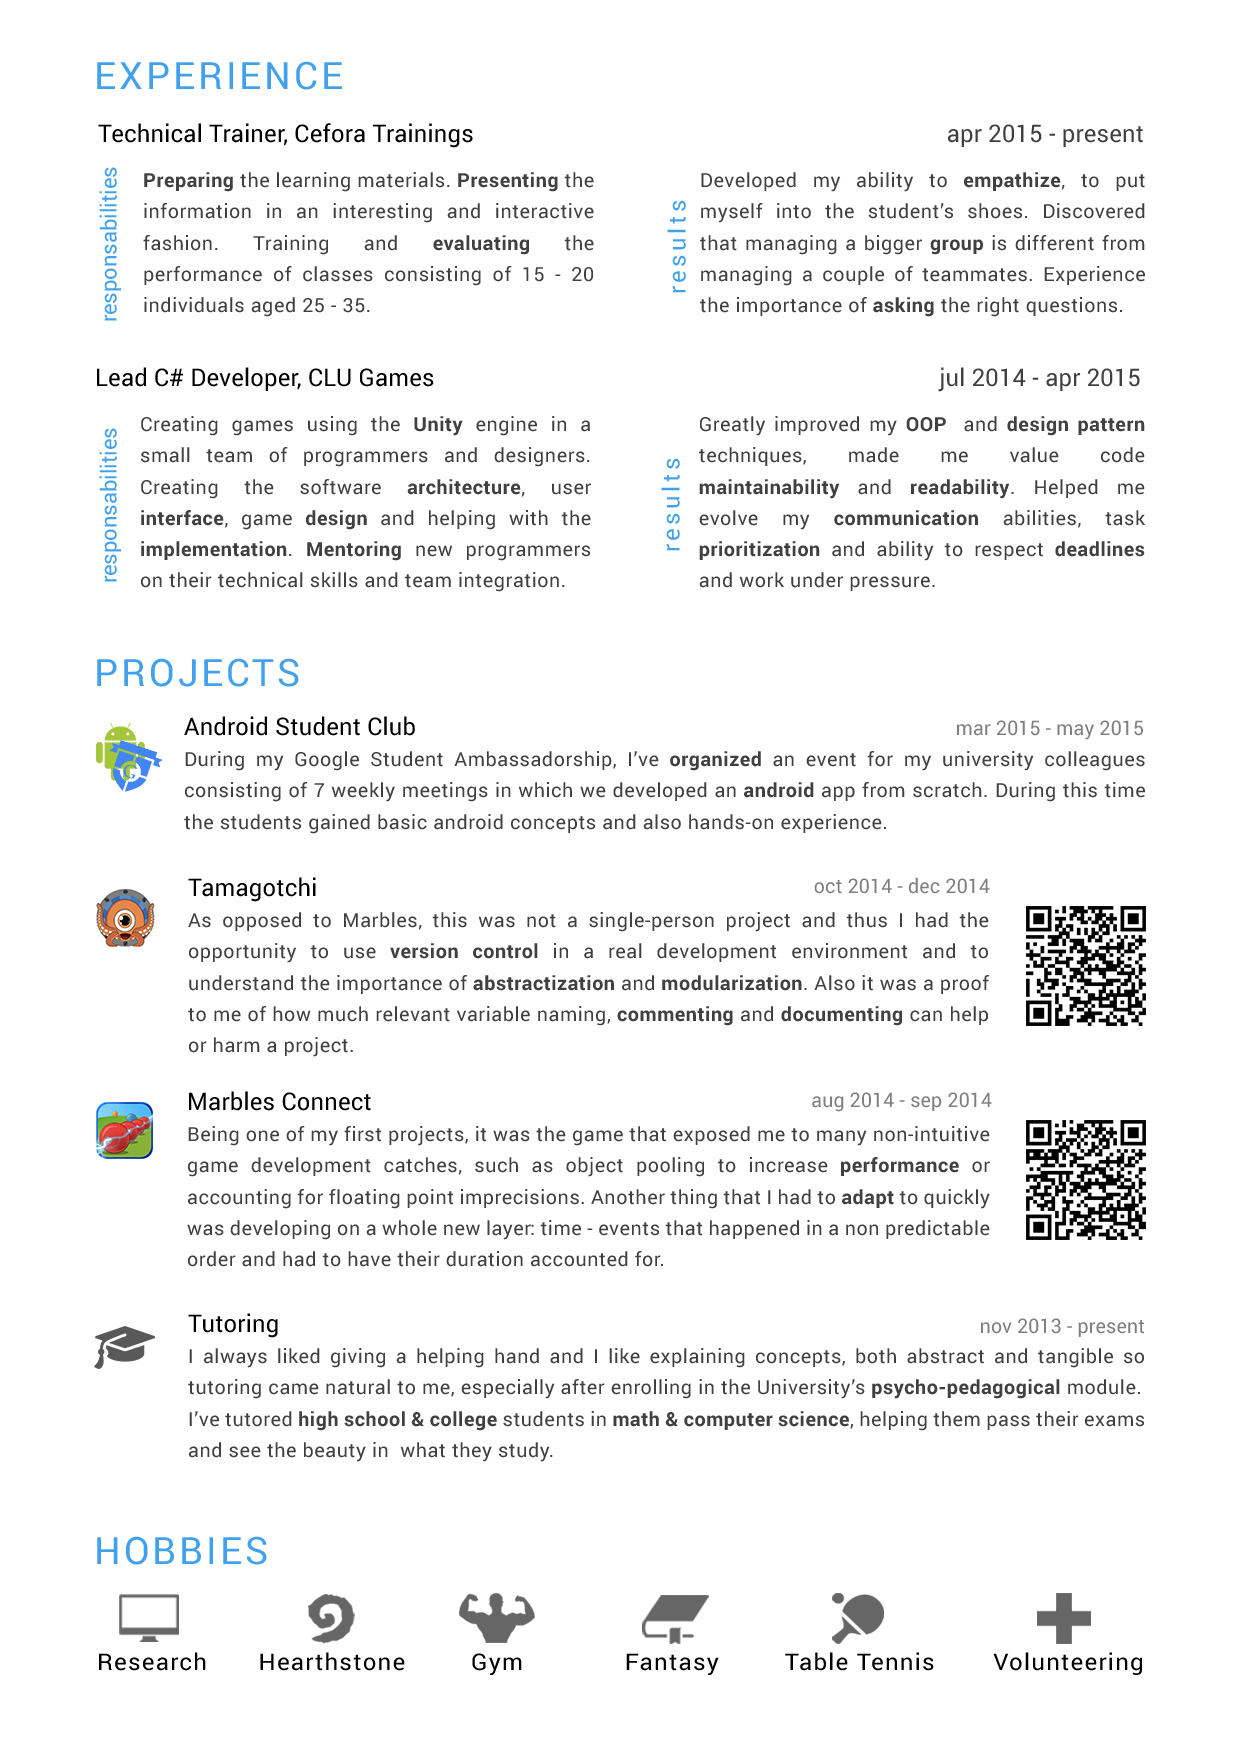 EXPERIENCE
Technical Trainer, Cefora Trainings
apr 2015 - present
responsabilities
Preparing the learning materials. Presenting the
information in an interesting and interactive
fashion. Training and evaluating the
performance of classes consisting of 15 - 20
individuals aged 25 - 35.
results
Developed my ability to empathize, to put
myself into the student’s shoes. Discovered
that managing a bigger group is different from
managing a couple of teammates. Experience
the importance of asking the right questions.
Lead C# Developer, CLU Games
jul 2014 - apr 2015
responsabilities
Creating games using the Unity engine in a
small team of programmers and designers.
Creating the software architecture, user
interface, game design and helping with the
implementation. Mentoring new programmers
on their technical skills and team integration.
results
Greatly improved my OOP and design pattern
techniques, made me value code
maintainability and readability. Helped me
evolve my communication abilities, task
prioritization and ability to respect deadlines
and work under pressure.
PROJECTS
Android Student Club
mar 2015 - may 2015
During my Google Student Ambassadorship, I’ve organized an event for my university colleagues
consisting of 7 weekly meetings in which we developed an android app from scratch. During this time
the students gained basic android concepts and also hands-on experience.
Tamagotchi
oct 2014 - dec 2014
As opposed to Marbles, this was not a single-person project and thus I had the
opportunity to use version control in a real development environment and to
understand the importance of abstractization and modularization. Also it was a proof
to me of how much relevant variable naming, commenting and documenting can help
or harm a project.
Marbles Connect
aug 2014 - sep 2014
Being one of my first projects, it was the game that exposed me to many non-intuitive
game development catches, such as object pooling to increase performance or
accounting for floating point imprecisions. Another thing that I had to adapt to quickly
was developing on a whole new layer: time - events that happened in a non predictable
order and had to have their duration accounted for.
Tutoring
nov 2013 - present
I always liked giving a helping hand and I like explaining concepts, both abstract and tangible so
tutoring came natural to me, especially after enrolling in the University’s psycho-pedagogical module.
I’ve tutored high school & college students in math & computer science, helping them pass their exams
and see the beauty in what they study.
HOBBIES
Research
Hearthstone
Gym
Fantasy
Table Tennis
Volunteering